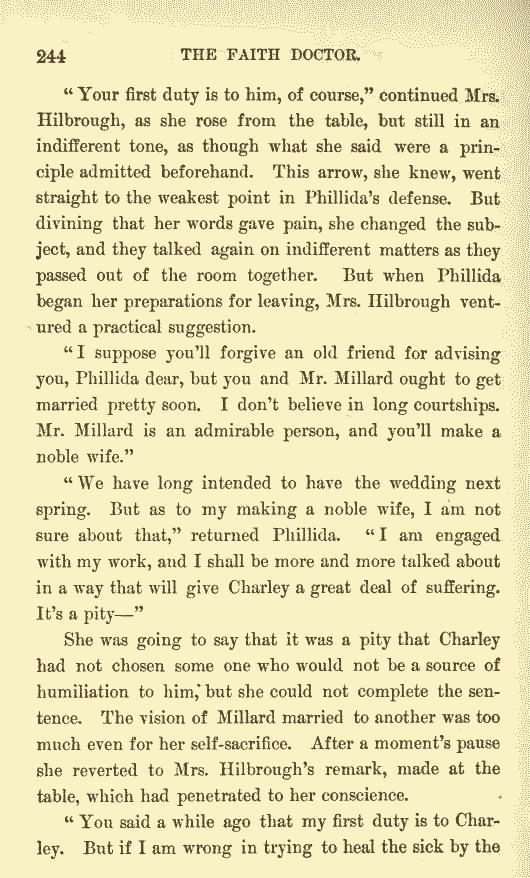 244 THE FAITH DOCTOR.
“Your first duty is to him, of course,” continued Mrs.
Hilbrough, as she rose from the table, but still in an
indifferent tone, as though what she said were a prin-
ciple admitted beforehand. This arrow, she knew, went
straight to the weakest point in Phillida’s defense. But
divining that her words gave pain, she changed the sub-
ject, and they talked again on indifferent matters as they
passed out of the room together. But when Phillida
began her preparations for leaving, Mrs. Hilbrough vent-
ured a practical suggestion.
“I suppose you’ll forgive an old friend for advising
you, Phillida dear, but you and Mr. Millard ought to get
married pretty soon. I don’t believe in long courtships.
Mr. Millard is an admirable person, and you’ll make a
noble wife.”
“We have long intended to have the wedding next
spring. But as to my making a noble wife, I am not
sure about that,” returned Phillida. “I am engaged
with my work, and I shall be more and more talked about
in a way that will give Charley a great deal of suffering.
It’s a pity—”
She was going to say that it was a pity that Charley
had not chosen some one who would not be a source of
humiliation to him, but she could not complete the sen-
tence. The vision of Millard married to another was too
much even for her self-sacrifice. After a moment’s pause
she reverted to Mrs. Hilbrough’s remark, made at the
table, which had penetrated to her conscience.
“You said a while ago that my first duty is to Char-
ley. But if I am wrong in trying to heal the sick by the